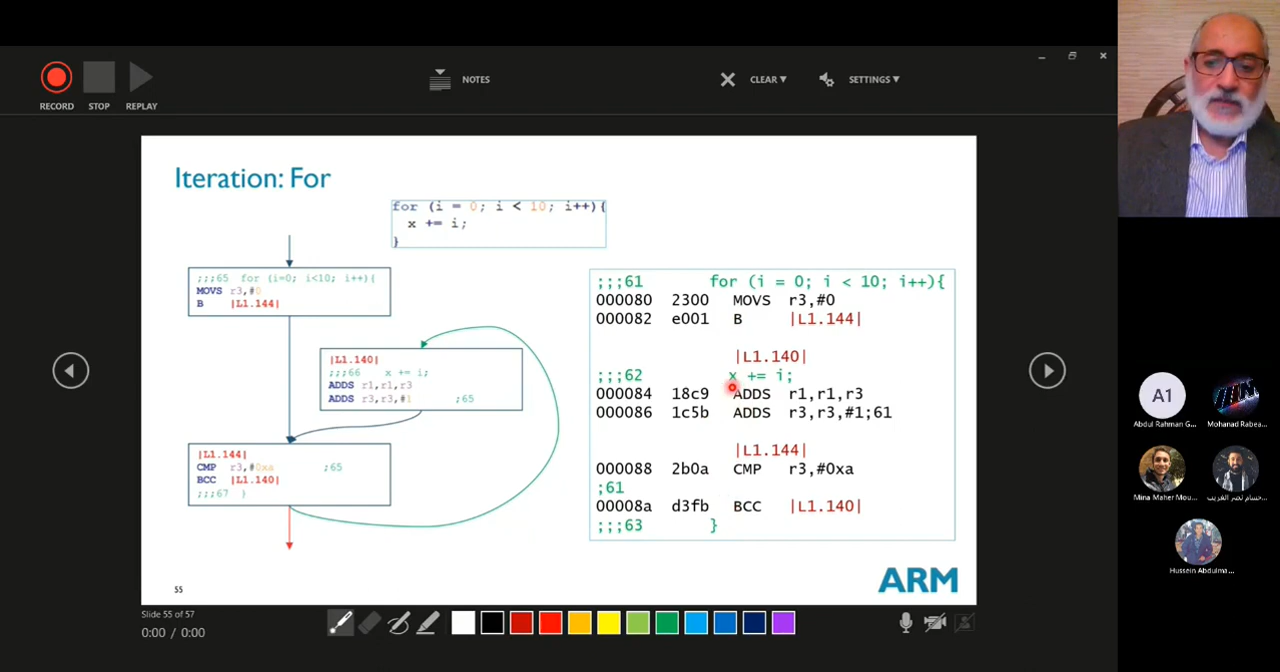 NOTES
CLEAR
SETTINGS
RECORD STOP REPLAY
Iteration: For
for (i = 0; i < 10; i++){
x += i;
}
;;;65 for (i=0; i<10; i++){
MOVS r3,#0
B |L1.144|
|L1.140|
;;;66 x += i;
ADDS r1,r1,r3
ADDS r3,r3,#1 ;65
|L1.144|
CMP r3,#0xa ;65
BCC |L1.140|
;;;67 }
;;;61 for (i = 0; i < 10; i++){
000080 2300 MOVS r3,#0
000082 e001 B |L1.144|
|L1.140|
;;;62 x += i;
000084 18c9 ADDS r1,r1,r3
000086 1c5b ADDS r3,r3,#1;61
|L1.144|
000088 2b0a CMP r3,#0xa
;61
00008a d3fb BCC |L1.140|
;;;63 }
55
ARM
Slide 55 of 57
0:00 / 0:00
A1
Abdul Rahman G...
Mohanad Rabea...
Mina Maher Mou...
حسام نصر الغريب
Hussein Abdulma...